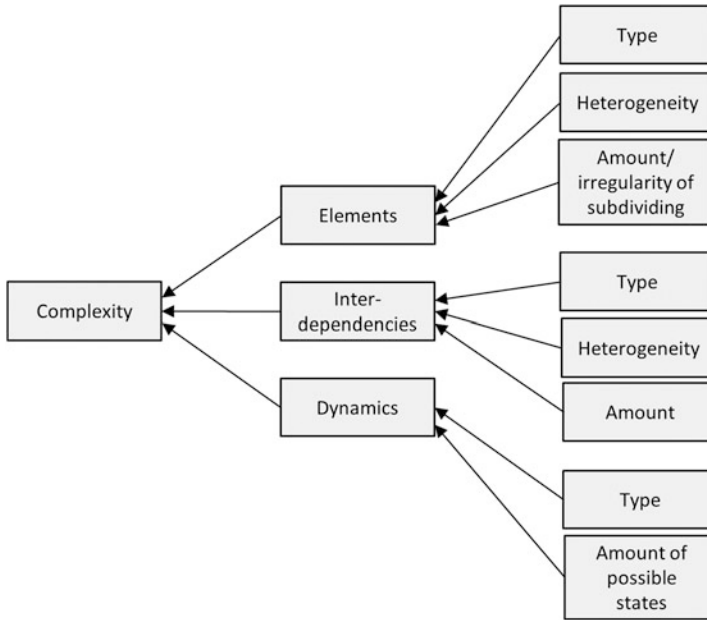 Type
Heterogeneity
Amount/
irregularity of
subdividing
Elements
Complexity
Inter-
dependencies
Type
Heterogeneity
Amount
Dynamics
Type
Amount of
possible
states